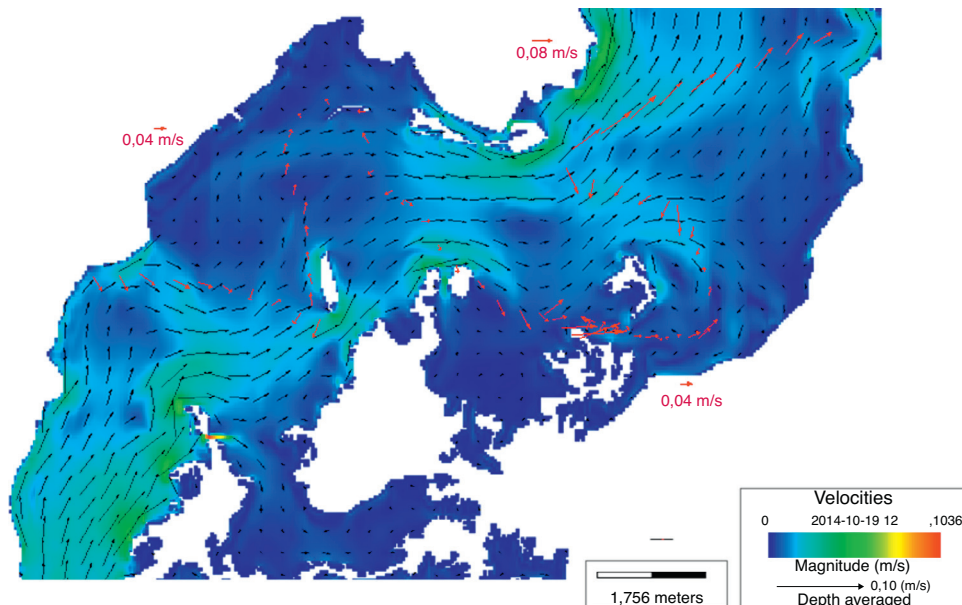 0,08 m/s
0,04 m/s
0,04 m/s
Velocities
0 2014-10-19 12 ,1036
Magnitude (m/s)
0,10 (m/s)
Depth averaged
1,756 meters